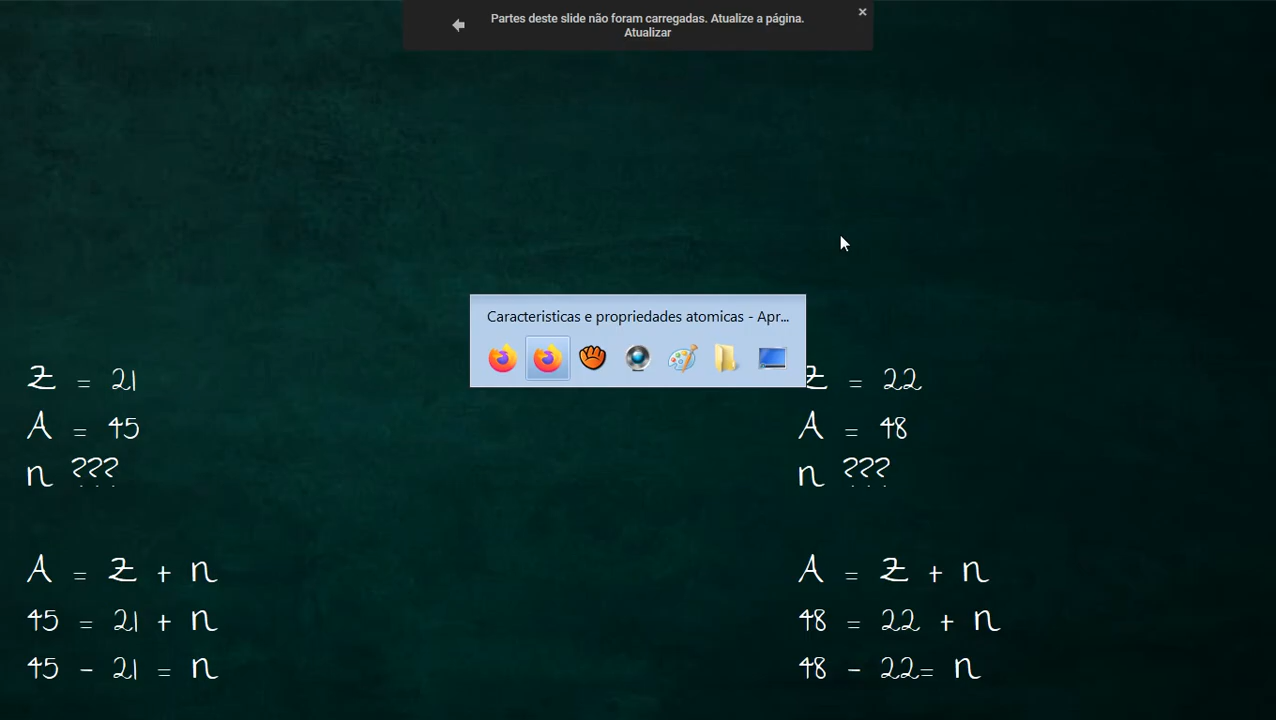 Partes deste slide não foram carregadas. Atualize a página.
Atualizar
Caracteristicas e propriedades atomicas - Apr...
Z = 21
A = 45
n ???
A = Z + n
45 = 21 + n
45 - 21 = n
Z = 22
A = 48
n ???
A = Z + n
48 = 22 + n
48 - 22= n